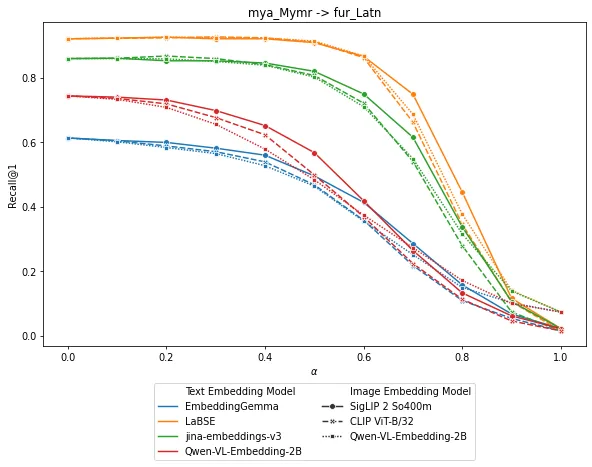 mya_Mymr -> fur_Latn
Recall@1
0.8
0.6
0.4
0.2
0.0
0.0 0.2 0.4 0.6 0.8 1.0
α
Text Embedding Model Image Embedding Model
EmbeddingGemma SigLIP 2 So400m
LaBSE CLIP ViT-B/32
jina-embeddings-v3 Qwen-VL-Embedding-2B
Qwen-VL-Embedding-2B